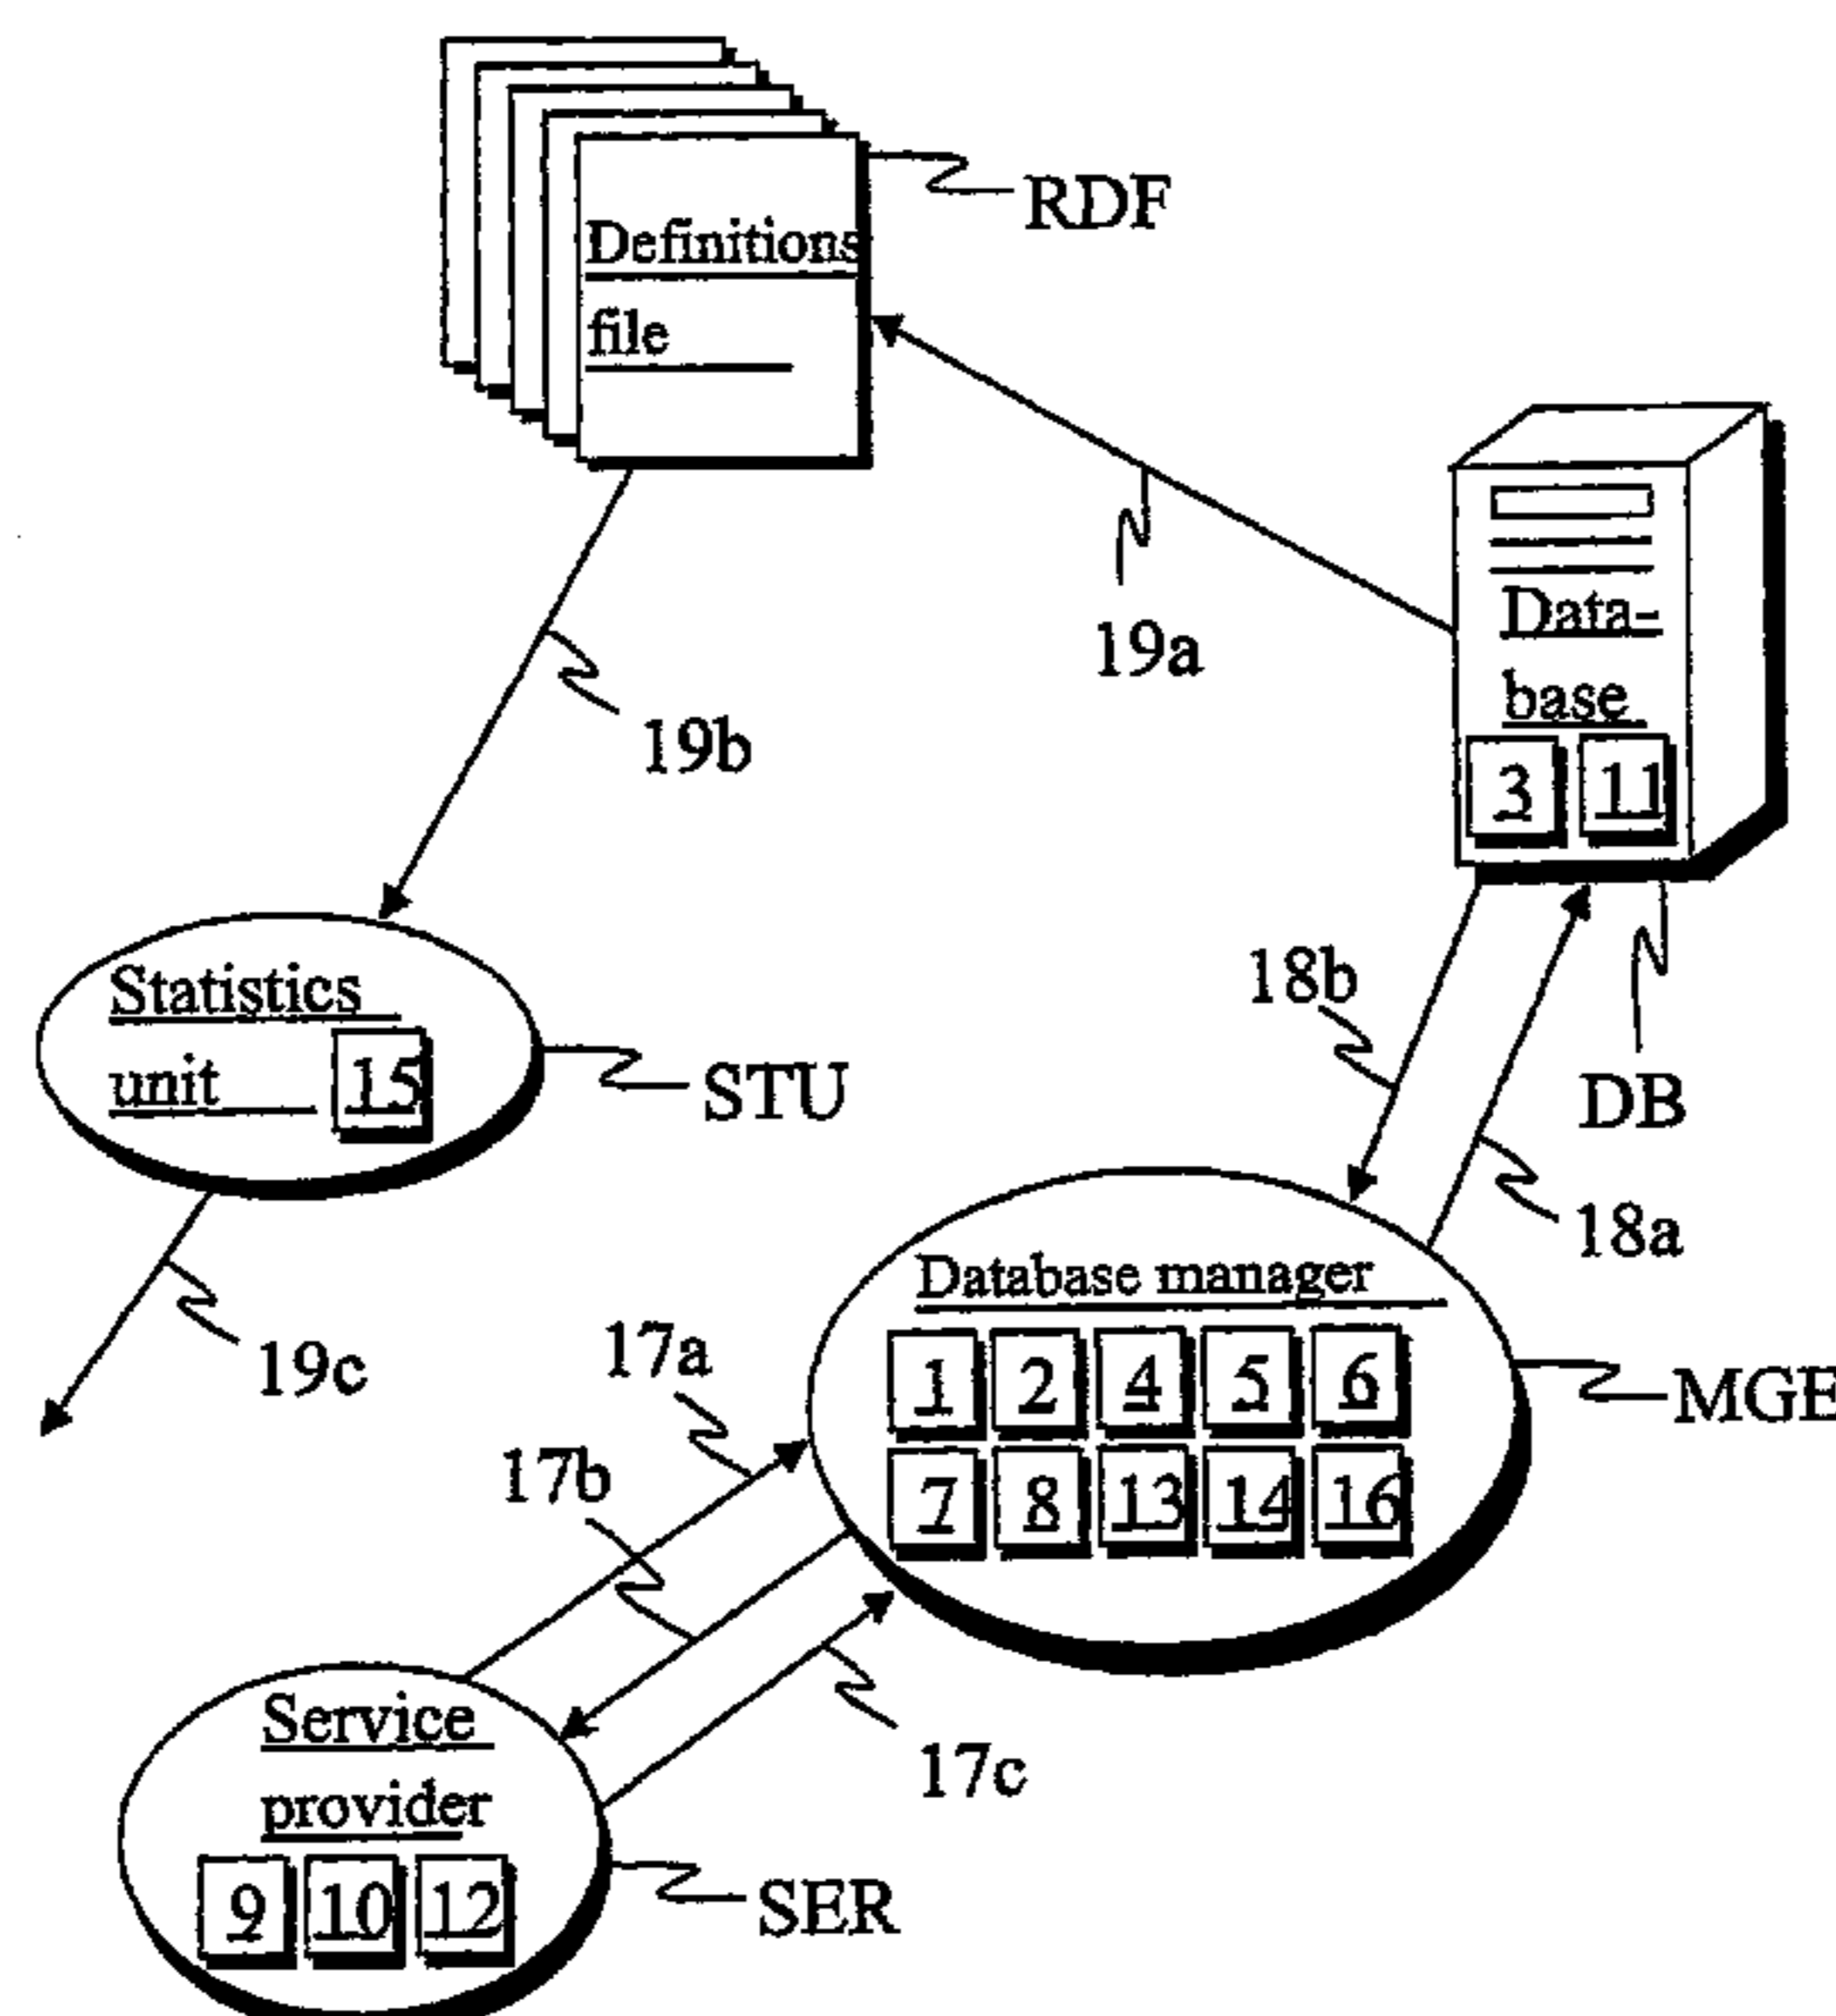 RDF
Definitions
file
19a
19b
Data-
base
3 11
Statistics
unit 15
STU
18b
DB
18a
Database manager
1 2 4 5 6
7 8 13 14 16
MGE
19c
17a
17b
17c
Service
provider
9 10 12
SER